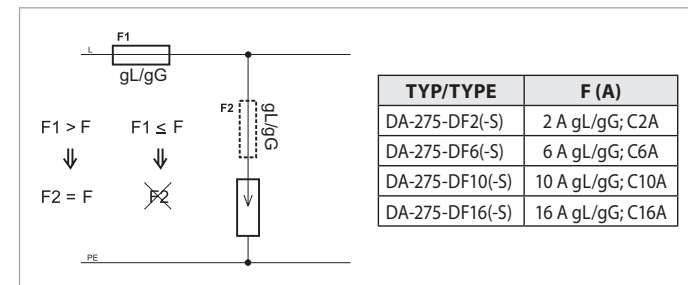 F1
L
gL/gG
F2
gL/gG
F1 > F
F1 ≤ F
⇓
⇓
F2 = F
F2
PE
TYP/TYPE F (A)
DA-275-DF2(-S) 2 A gL/gG; C2A
DA-275-DF6(-S) 6 A gL/gG; C6A
DA-275-DF10(-S) 10 A gL/gG; C10A
DA-275-DF16(-S) 16 A gL/gG; C16A